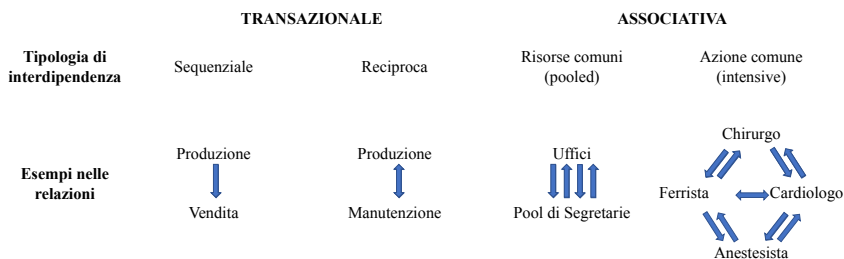 TRANSAZIONALE ASSOCIATIVA
Tipologia di
interdipendenza
Sequenziale
Reciproca
Risorse comuni
(pooled)
Azione comune
(intensive)
Esempi nelle
relazioni
Produzione
Vendita
Produzione
Manutenzione
Uffici
Pool di Segretarie
Chirurgo
Ferrista
Cardiologo
Anestesista